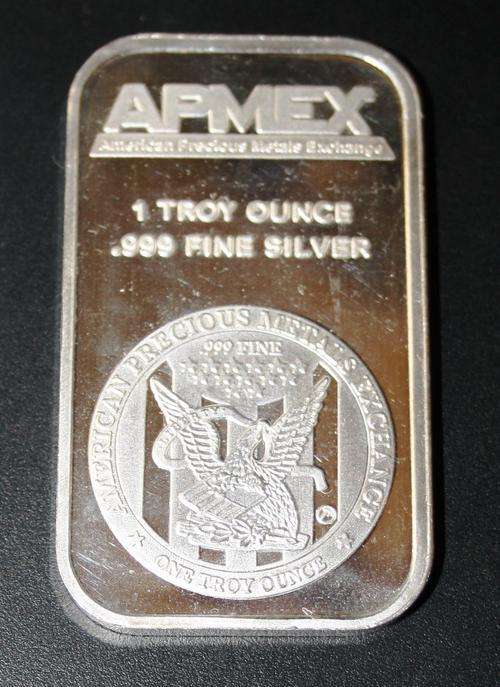 APMEX
American Precious Metals Exchange
1 TROY OUNCE
.999 FINE SILVER
AMERICAN PRECIOUS METALS EXCHANGE
.999 FINE
ONE TROY OUNCE